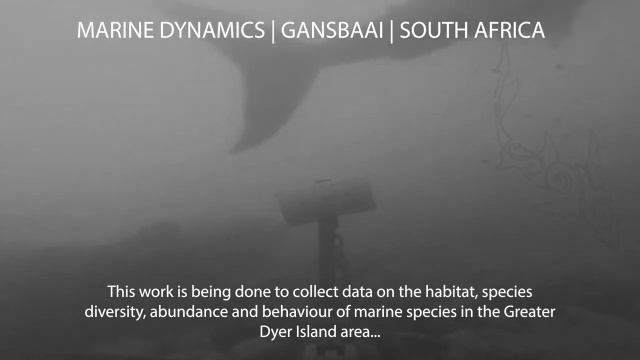 MARINE DYNAMICS | GANSBAAI | SOUTH AFRICA
This work is being done to collect data on the habitat, species
diversity, abundance and behaviour of marine species in the Greater
Dyer Island area...